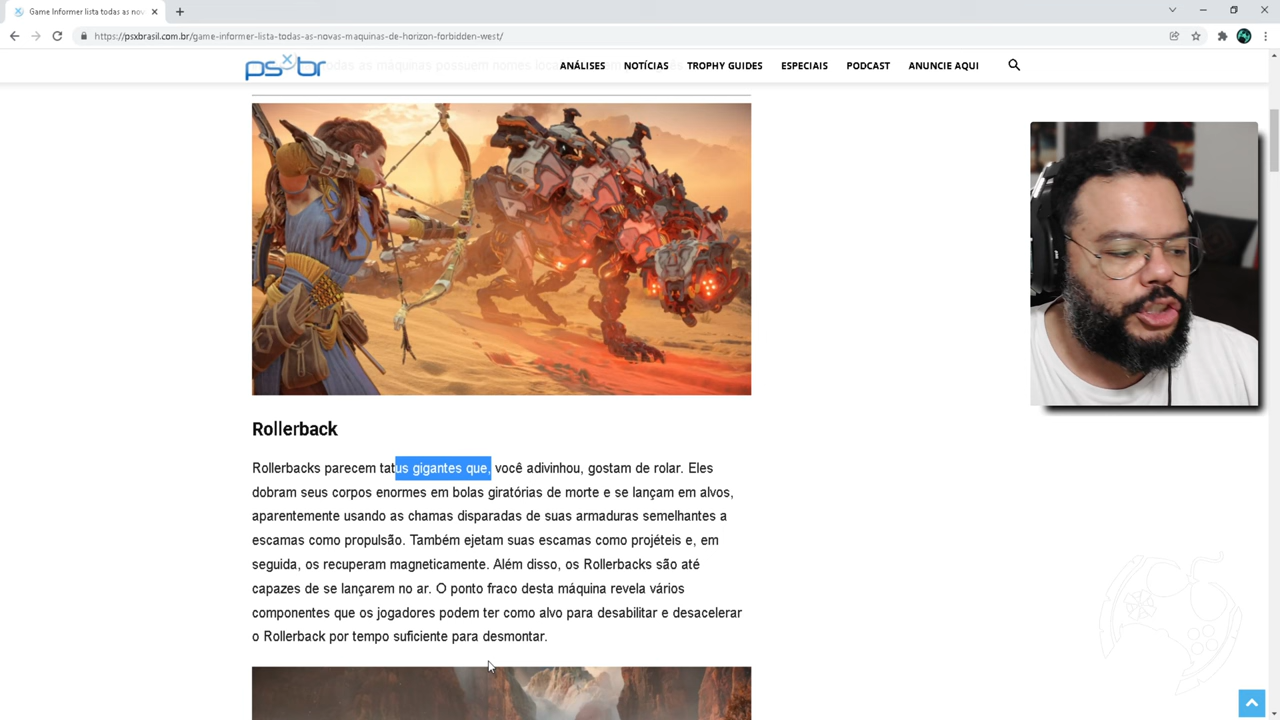 Game Informer lista todas as nov
https://psxbrasil.com.br/game-informer-lista-todas-as-novas-maquinas-de-horizon-forbidden-west/
psxbr
ANÁLISES
NOTÍCIAS
TROPHY GUIDES
ESPECIAIS
PODCAST
ANUNCIE AQUI
todas as máquinas possuem nomes
Rollerback
Rollerbacks parecem tatus gigantes que, você adivinhou, gostam de rolar. Eles
dobram seus corpos enormes em bolas giratórias de morte e se lançam em alvos,
aparentemente usando as chamas disparadas de suas armaduras semelhantes a
escamas como propulsão. Também ejetam suas escamas como projéteis e, em
seguida, os recuperam magneticamente. Além disso, os Rollerbacks são até
capazes de se lançarem no ar. O ponto fraco desta máquina revela vários
componentes que os jogadores podem ter como alvo para desabilitar e desacelerar
o Rollerback por tempo suficiente para desmontar.